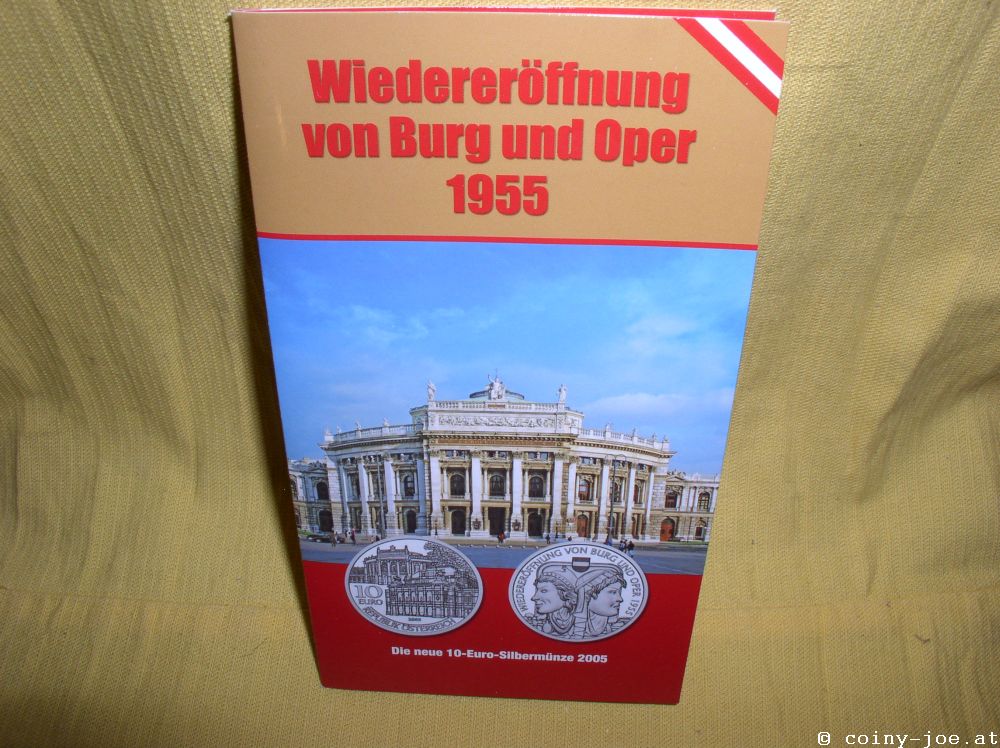 Wiedereröffnung
von Burg und Oper
1955
10
EURO
2005
REPUBLIK ÖSTERREICH
WIEDERERÖFFNUNG VON BURG UND OPER 1955
Die neue 10-Euro-Silbermünze 2005
© coiny-joe.at